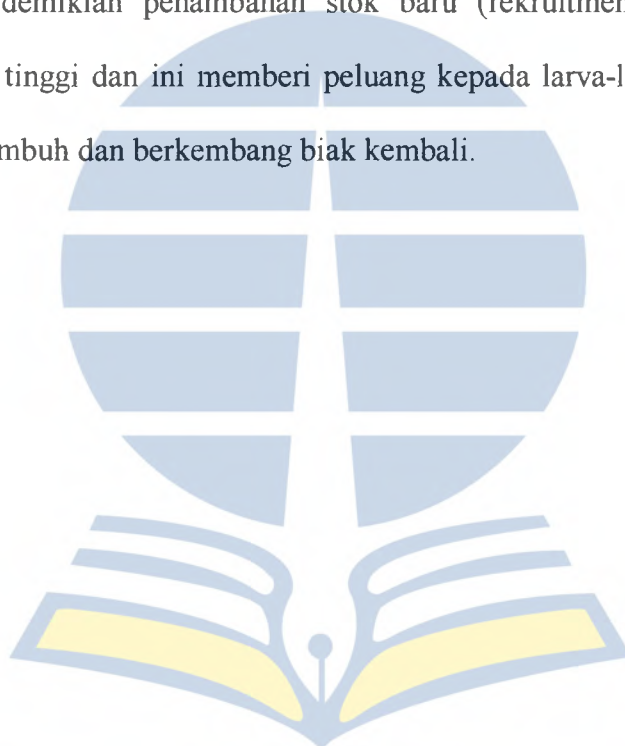 demikian penambahan stok baru (rekruitmen
tinggi dan ini memberi peluang kepada larva-l
mbuh dan berkembang biak kembali.